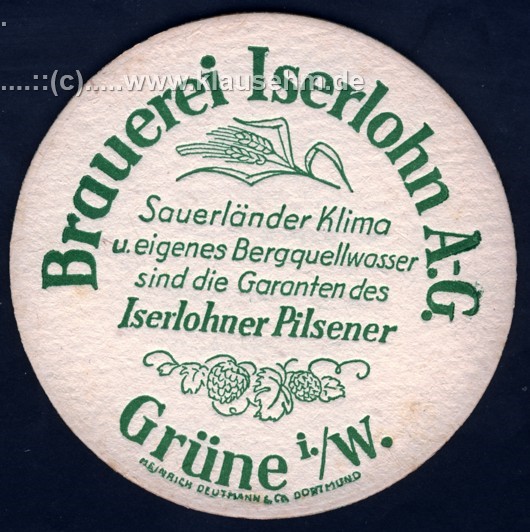 .....::(c).....www.klausehm.de
Brauerei Iserlohn A.-G.
Sauerländer Klima
u. eigenes Bergquellwasser
sind die Garanten des
Iserlohner Pilsener
Grüne i./W.
HEINRICH DEUTMANN & CO. DORTMUND